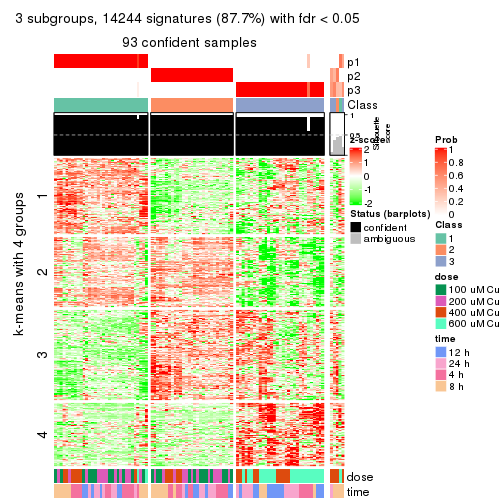 3 subgroups, 14244 signatures (87.7%) with fdr < 0.05
93 confident samples
p1
p2
p3
Class
1
0.5
Silhouette
score
k-means with 4 groups
1
2
3
4
dose
time
z-score
2
1
0
-1
-2
Status (barplots)
confident
ambiguous
Prob
1
0.8
0.6
0.4
0.2
0
Class
1
2
3
dose
100 uM Cu
200 uM Cu
400 uM Cu
600 uM Cu
time
12 h
24 h
4 h
8 h